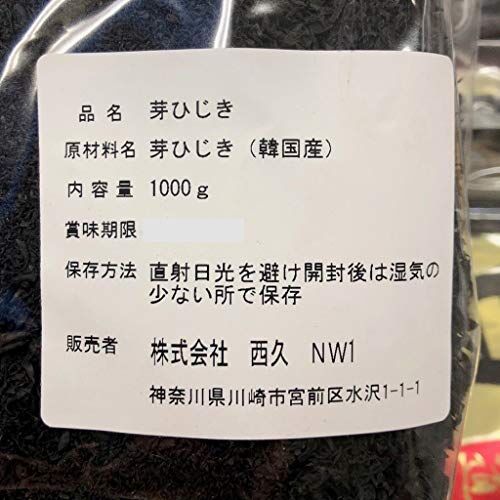 品名 芽ひじき
原材料名 芽ひじき（韓国産）
内容量 1000g
賞味期限
保存方法 直射日光を避け開封後は湿気の
少ない所で保存
販売者 株式会社 西久 NW1
神奈川県川崎市宮前区水沢1-1-1